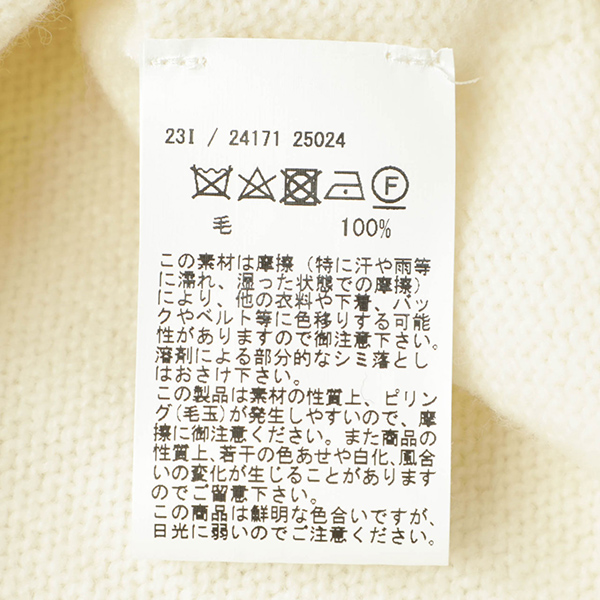 23I / 24171 25024
F
毛 100%
この素材は摩擦(特に汗や雨等
に濡れ、湿った状態での摩擦)
により、他の衣料や下着、バッ
クやベルト等に色移りする可能
性がありますので御注意下さい。
溶剤による部分的なシミ落とし
はおさけ下さい。
この製品は素材の性質上、ピリン
グ(毛玉)が発生しやすいので、摩
擦に御注意ください。また商品の
性質上、若干の色あせや白化、風合
いの変化が生じることがあります
のでご留意下さい。
この商品は鮮明な色合いですが、
日光に弱いのでご注意ください。